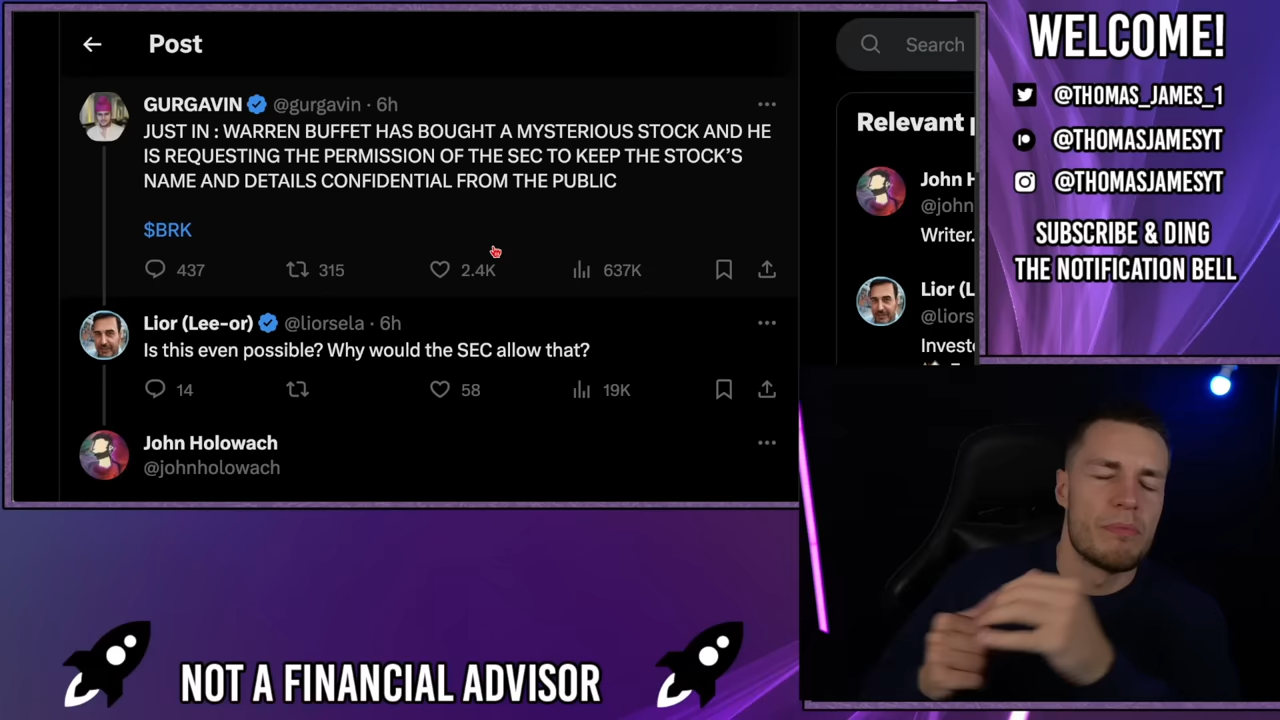 Post
GURGAVIN @gurgavin · 6h
JUST IN : WARREN BUFFET HAS BOUGHT A MYSTERIOUS STOCK AND HE
IS REQUESTING THE PERMISSION OF THE SEC TO KEEP THE STOCK’S
NAME AND DETAILS CONFIDENTIAL FROM THE PUBLIC
$BRK
437 315 2.4K 637K
Lior (Lee-or) @liorsela · 6h
Is this even possible? Why would the SEC allow that?
14 58 19K
John Holowach
@johnholowach
Search
Relevant p
John H
@john
Writer.
Lior (L
@liors
Investe
WELCOME!
@THOMAS_JAMES_1
@THOMASJAMESYT
@THOMASJAMESYT
SUBSCRIBE & DING
THE NOTIFICATION BELL
NOT A FINANCIAL ADVISOR